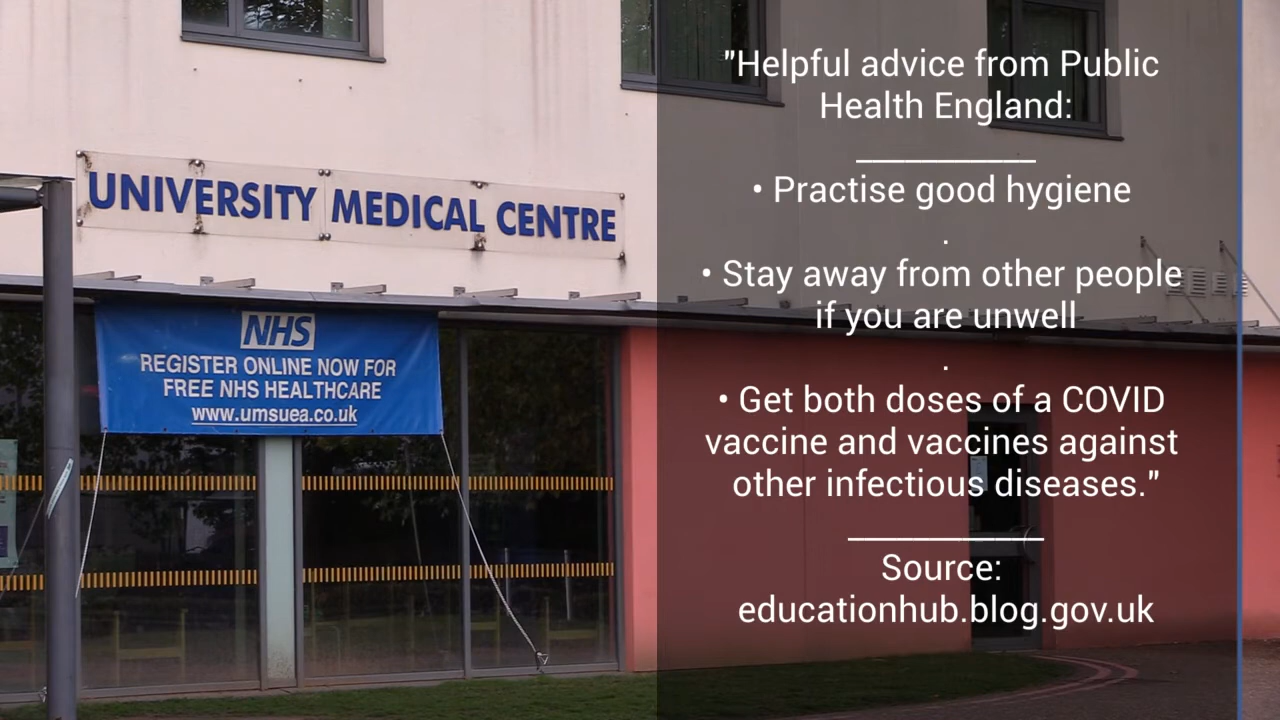 UNIVERSITY MEDICAL CENTRE
NHS
REGISTER ONLINE NOW FOR
FREE NHS HEALTHCARE
www.umsuea.co.uk
"Helpful advice from Public
Health England:
• Practise good hygiene
.
• Stay away from other people
if you are unwell
.
• Get both doses of a COVID
vaccine and vaccines against
other infectious diseases."
Source:
educationhub.blog.gov.uk